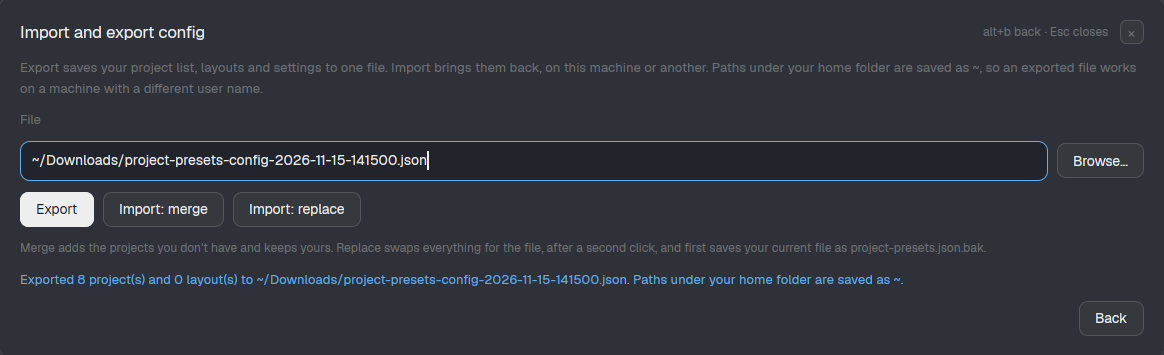 Import and export config
alt+b back · Esc closes ×
Export saves your project list, layouts and settings to one file. Import brings them back, on this machine or another. Paths under your home folder are saved as ~, so an exported file works
on a machine with a different user name.
File
~/Downloads/project-presets-config-2026-11-15-141500.json
Browse...
Export
Import: merge
Import: replace
Merge adds the projects you don't have and keeps yours. Replace swaps everything for the file, after a second click, and first saves your current file as project-presets.json.bak.
Exported 8 project(s) and 0 layout(s) to ~/Downloads/project-presets-config-2026-11-15-141500.json. Paths under your home folder are saved as ~.
Back